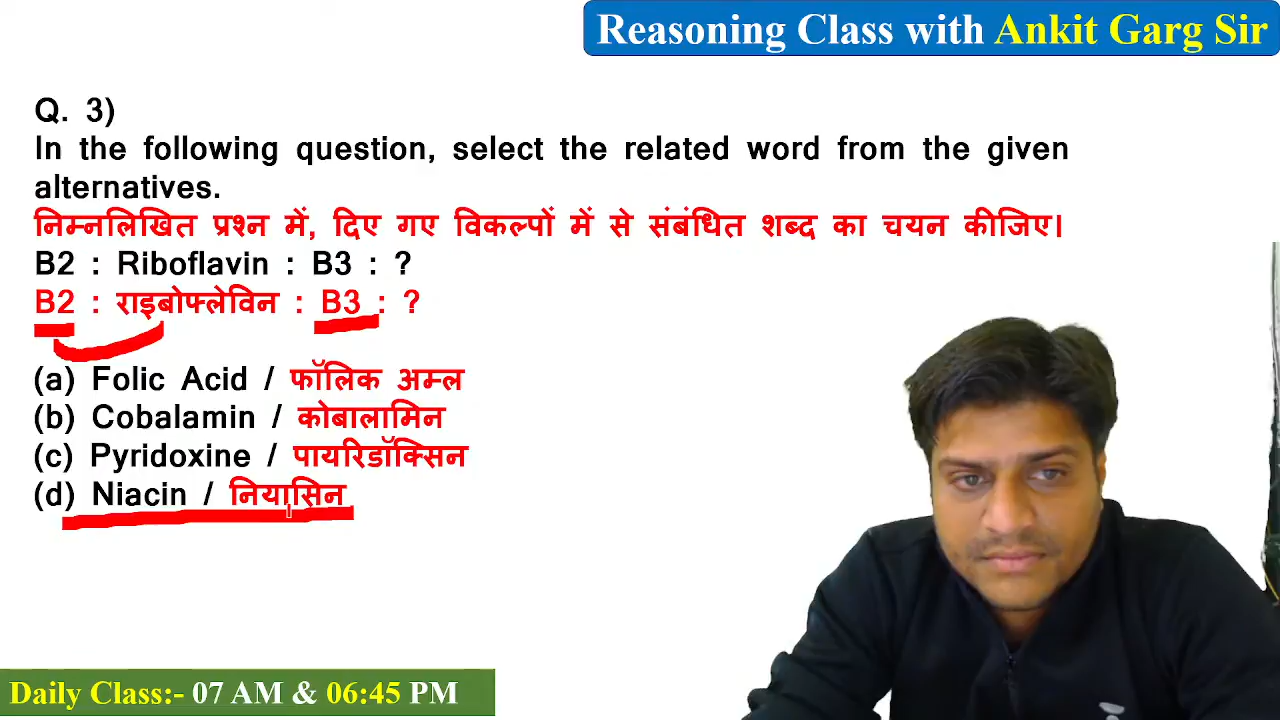 Reasoning Class with Ankit Garg Sir
Q. 3)
In the following question, select the related word from the given
alternatives.
निम्नलिखित प्रश्न में, दिए गए विकल्पों में से संबंधित शब्द का चयन कीजिए।
B2 : Riboflavin : B3 : ?
B2 : राइबोफ्लेविन : B3 : ?
(a) Folic Acid / फॉलिक अम्ल
(b) Cobalamin / कोबालामिन
(c) Pyridoxine / पायरिडॉक्सिन
(d) Niacin / नियासिन
Daily Class:- 07 AM & 06:45 PM